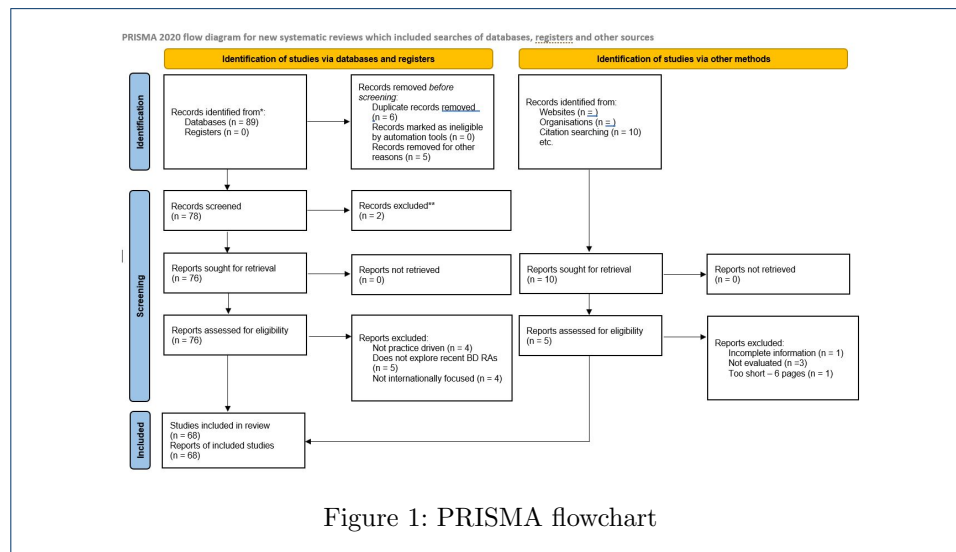 PRISMA 2020 flow diagram for new systematic reviews which included searches of databases, registers and other sources
Identification of studies via databases and registers
Identification of studies via other methods
Identification
Records identified from*:
Databases (n = 89)
Registers (n = 0)
Records removed before
screening:
Duplicate records removed
(n = 6)
Records marked as ineligible
by automation tools (n = 0)
Records removed for other
reasons (n = 5)
Records identified from:
Websites (n = )
Organisations (n = )
Citation searching (n = 10)
etc.
Screening
Records screened
(n = 78)
Records excluded**
(n = 2)
Reports sought for retrieval
(n = 76)
Reports not retrieved
(n = 0)
Reports sought for retrieval
(n = 10)
Reports not retrieved
(n = 0)
Reports assessed for eligibility
(n = 76)
Reports excluded:
Not practice driven (n = 4)
Does not explore recent BD RAs
(n = 5)
Not internationally focused (n = 4)
Reports assessed for eligibility
(n = 5)
Reports excluded:
Incomplete information (n = 1)
Not evaluated (n =3)
Too short – 6 pages (n = 1)
Included
Studies included in review
(n = 68)
Reports of included studies
(n = 68)
Figure 1: PRISMA flowchart